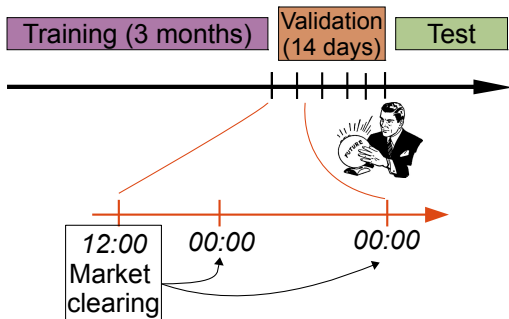 Training (3 months)
Validation
(14 days)
Test
FUTURE
12:00
00:00
00:00
Market
clearing